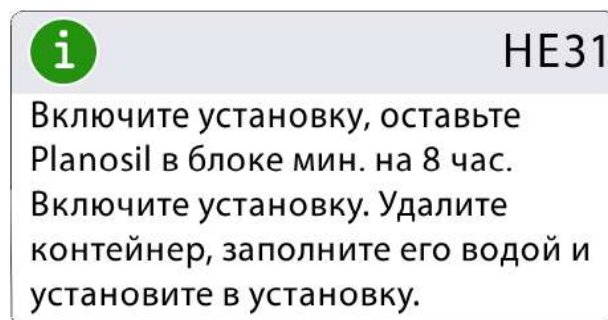 i
HE31
Включите установку, оставьте
Planosil в блоке мин. на 8 час.
Включите установку. Удалите
контейнер, заполните его водой и
установите в установку.